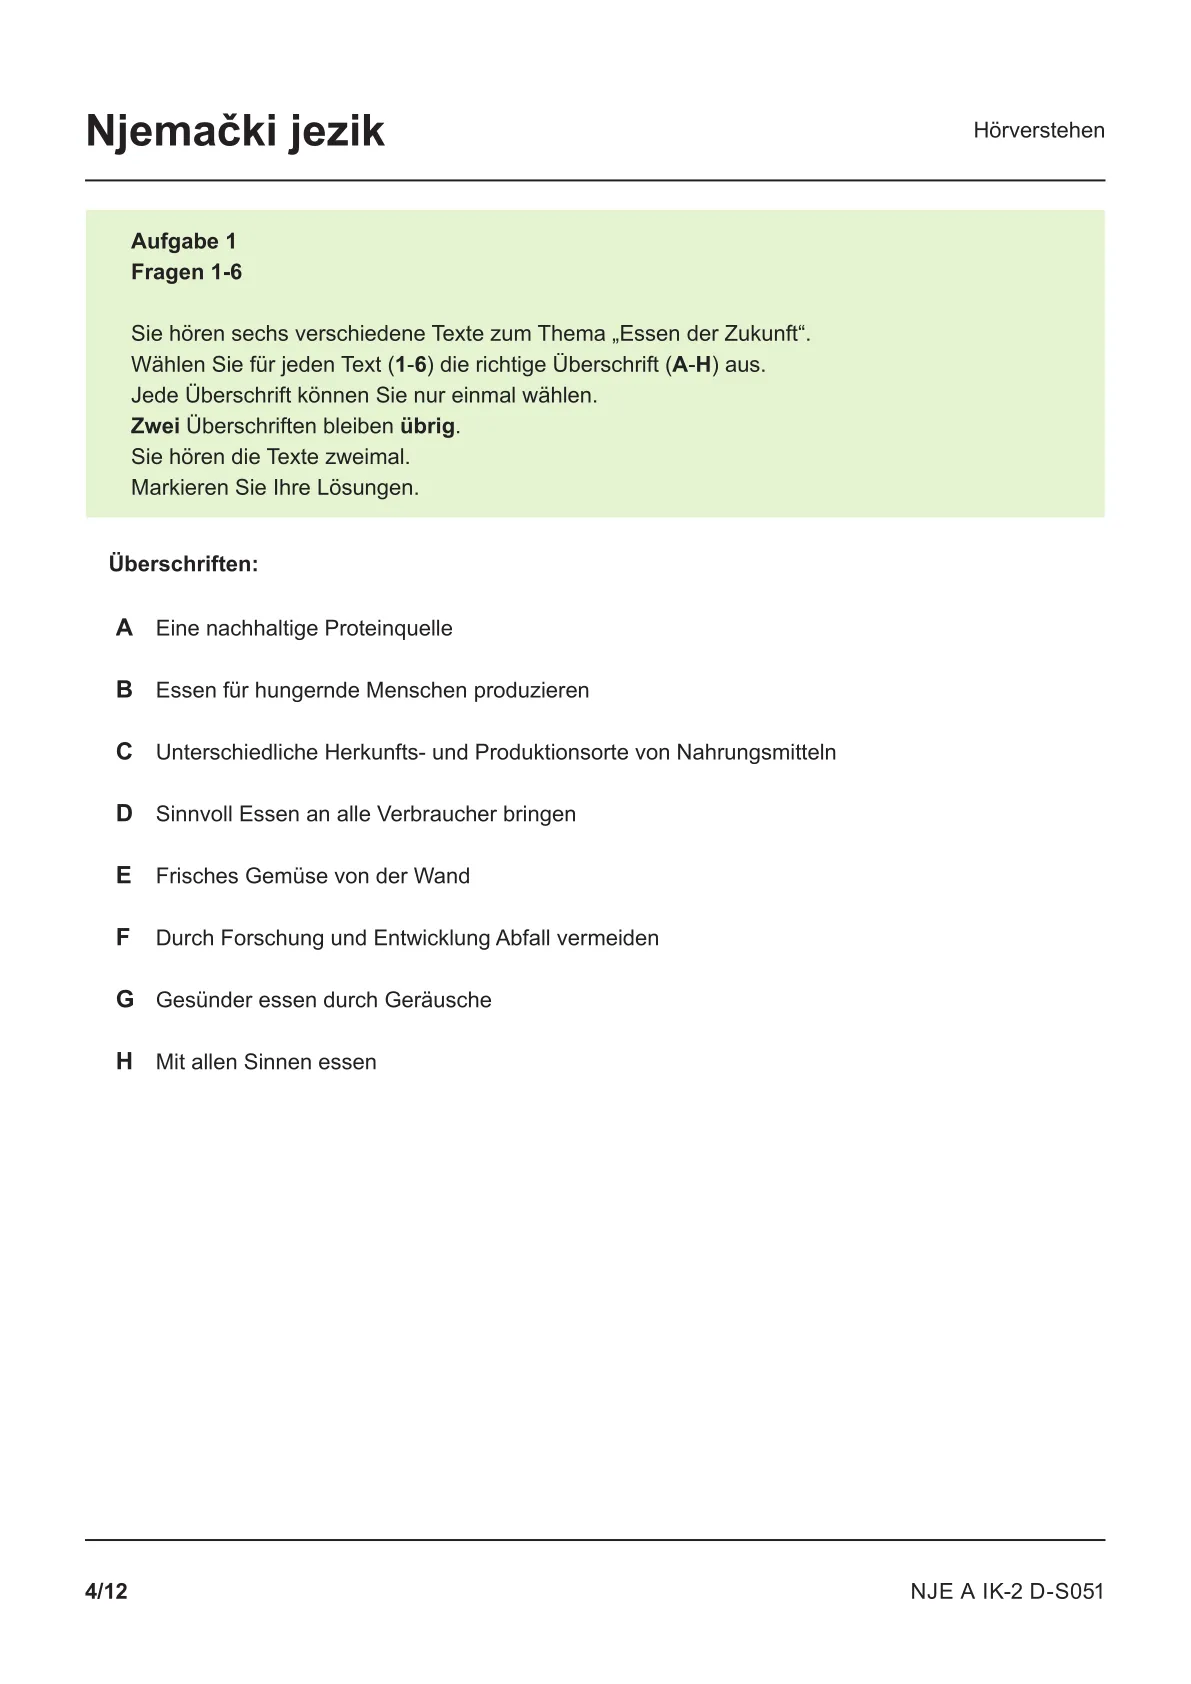 Njemački jezik
Hörverstehen
Aufgabe 1
Fragen 1-6
Sie hören sechs verschiedene Texte zum Thema „Essen der Zukunft“.
Wählen Sie für jeden Text (1-6) die richtige Überschrift (A-H) aus.
Jede Überschrift können Sie nur einmal wählen.
Zwei Überschriften bleiben übrig.
Sie hören die Texte zweimal.
Markieren Sie Ihre Lösungen.
Überschriften:
A Eine nachhaltige Proteinquelle
B Essen für hungernde Menschen produzieren
C Unterschiedliche Herkunfts- und Produktionsorte von Nahrungsmitteln
D Sinnvoll Essen an alle Verbraucher bringen
E Frisches Gemüse von der Wand
F Durch Forschung und Entwicklung Abfall vermeiden
G Gesünder essen durch Geräusche
H Mit allen Sinnen essen
4/12
NJE A IK-2 D-S051